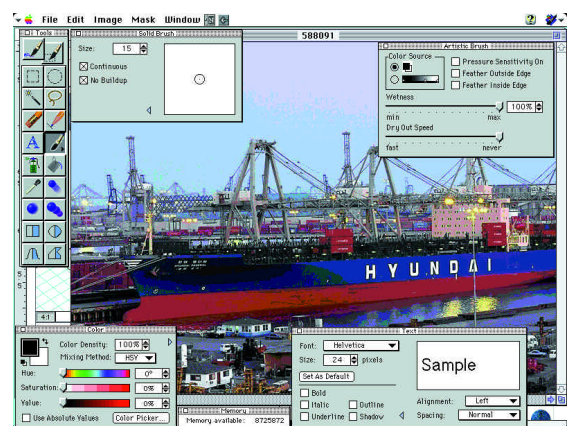 File Edit Image Mask Window
Tools
Solid Brush
588091
Artistic Brush
Size: 15
Continuous
No Buildup
Color Source
Pressure Sensitivity On
Feather Outside Edge
Feather Inside Edge
Wetness
100%
min max
Dry Out Speed
fast never
A
HYUNDAI
4:1
Color
Color Density: 100%
Mixing Method: HSY
Hue: 0°
Saturation: 0%
Value: 0%
Use Absolute Values
Color Picker...
Memory
Memory available: 8725872
Text
Font: Helvetica
Size: 24 pixels
Set As Default
Sample
Bold
Italic Outline
Underline Shadow
Alignment: Left
Spacing: Normal